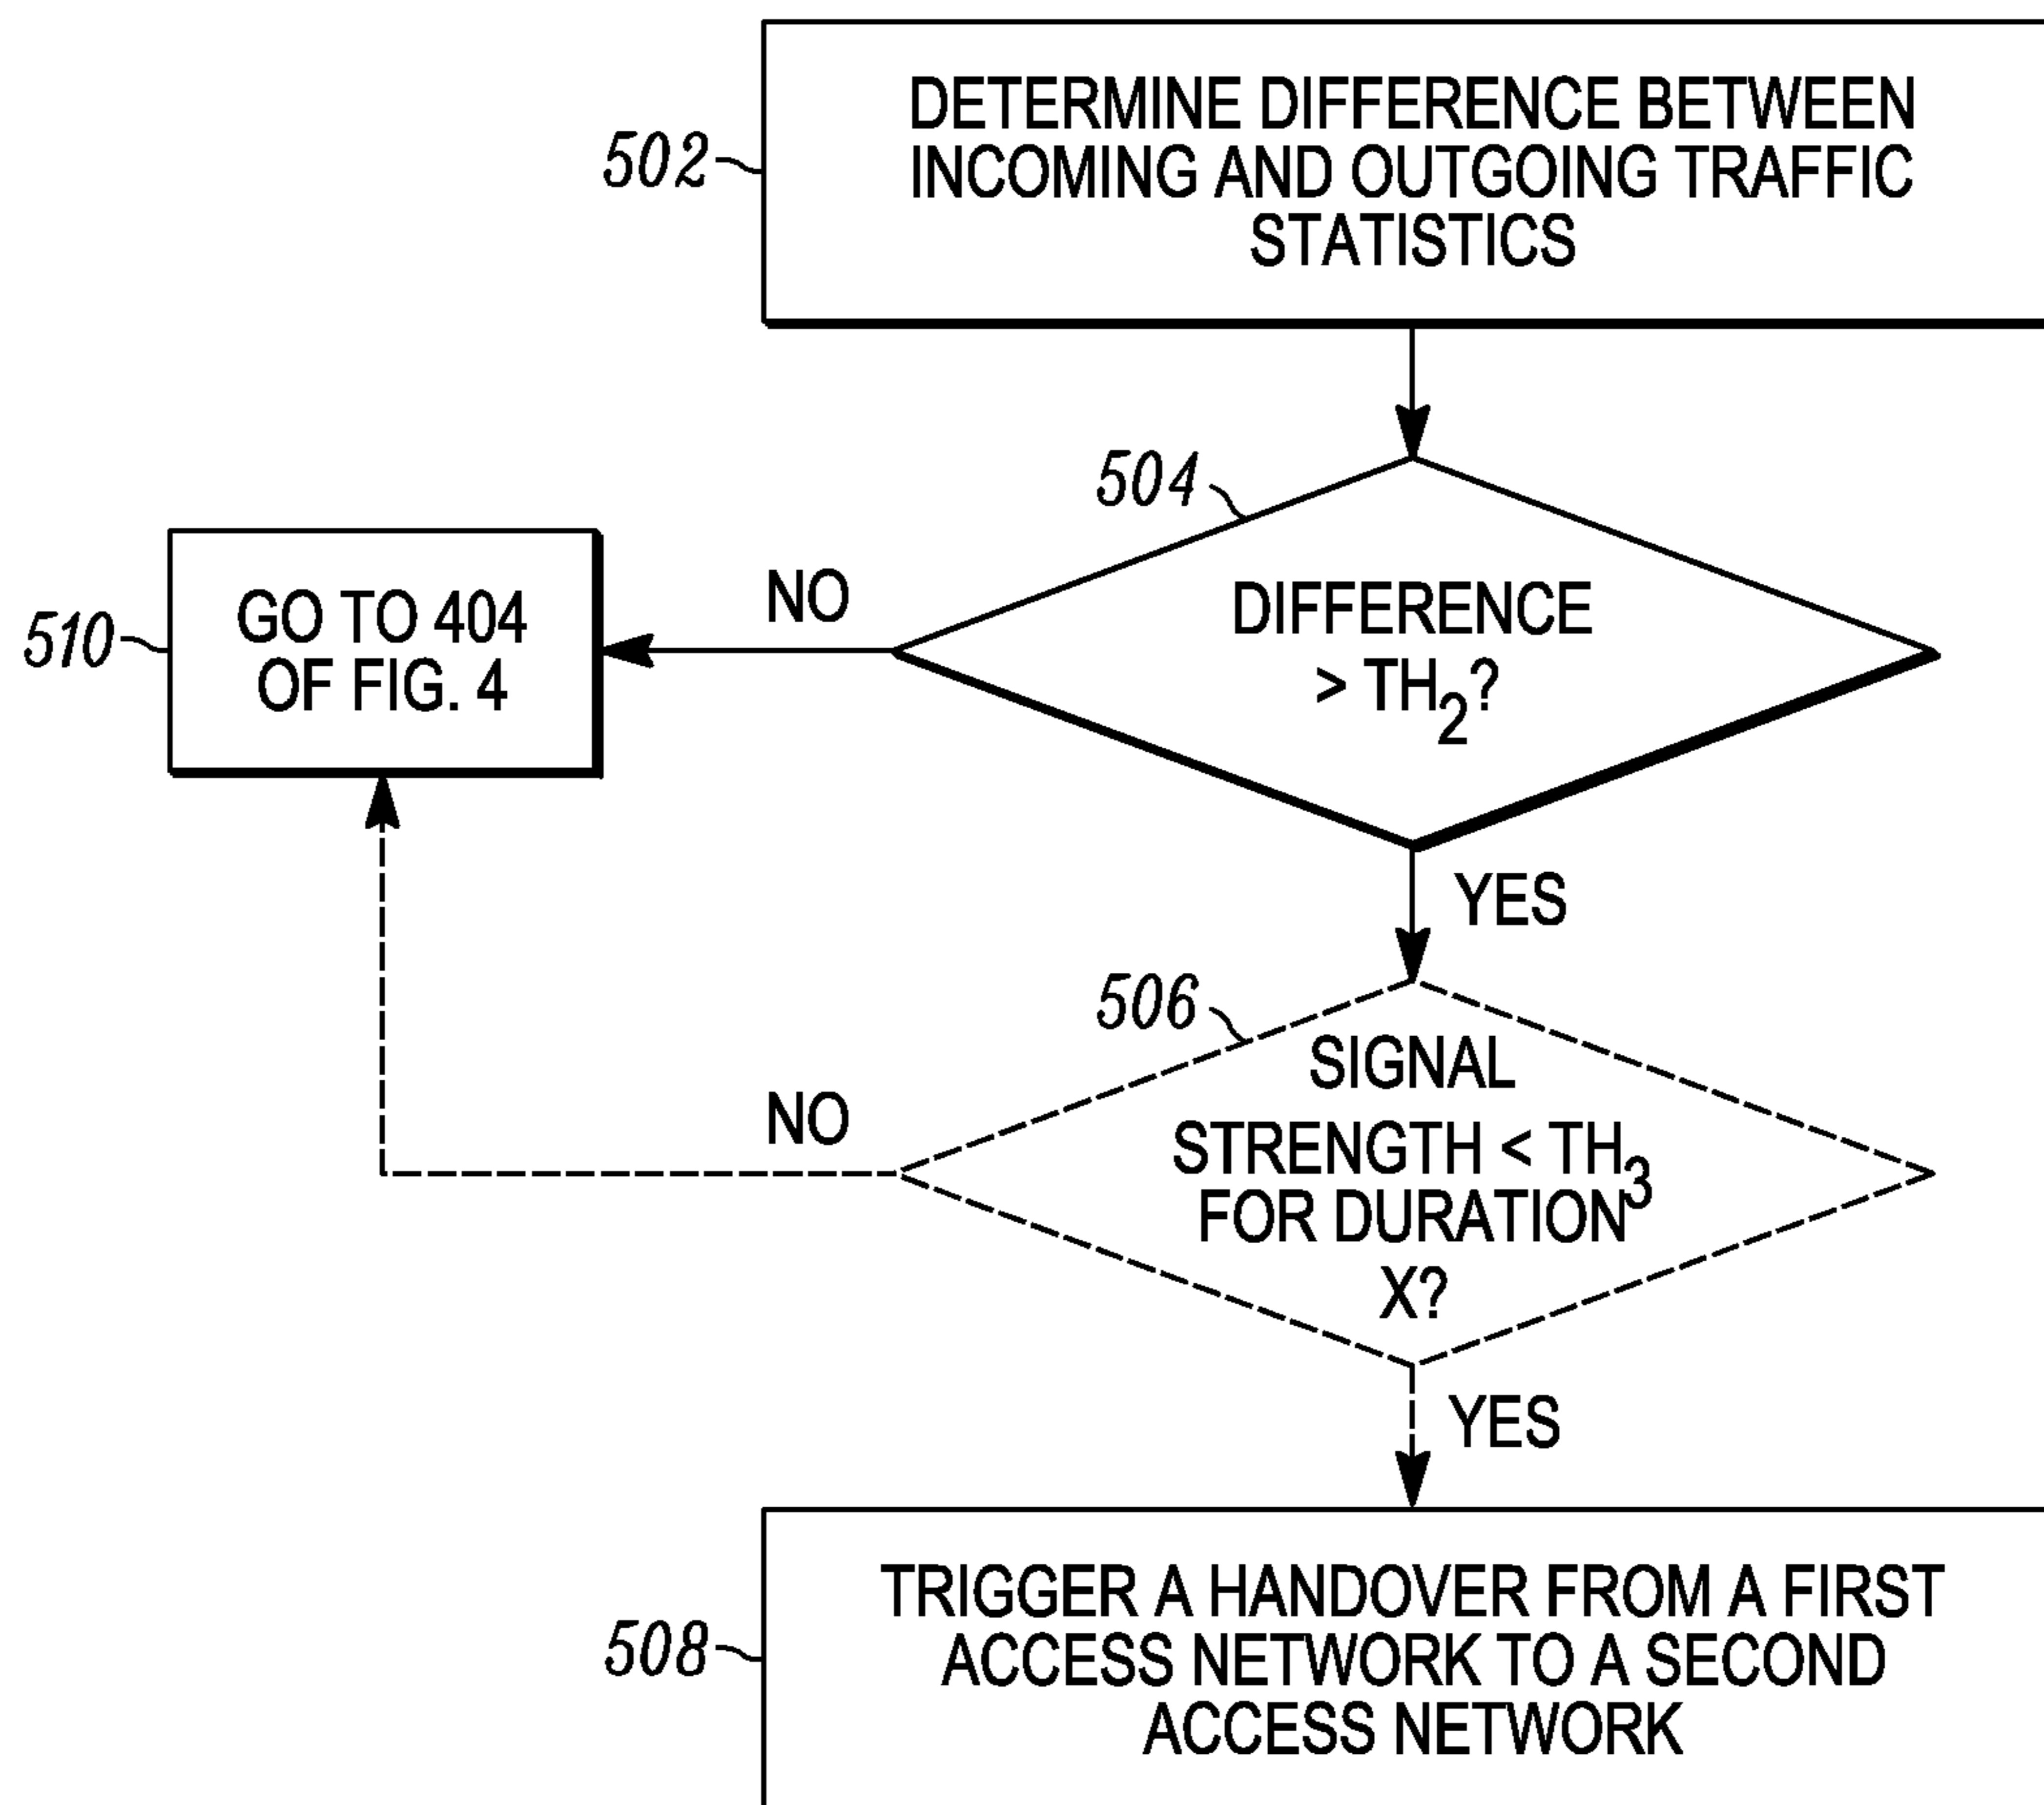 DETERMINE DIFFERENCE BETWEEN
INCOMING AND OUTGOING TRAFFIC
STATISTICS
502
504
DIFFERENCE
> TH2?
NO
GO TO 404
OF FIG. 4
510
YES
506
SIGNAL
STRENGTH < TH3
FOR DURATION
X?
NO
YES
TRIGGER A HANDOVER FROM A FIRST
ACCESS NETWORK TO A SECOND
ACCESS NETWORK
508